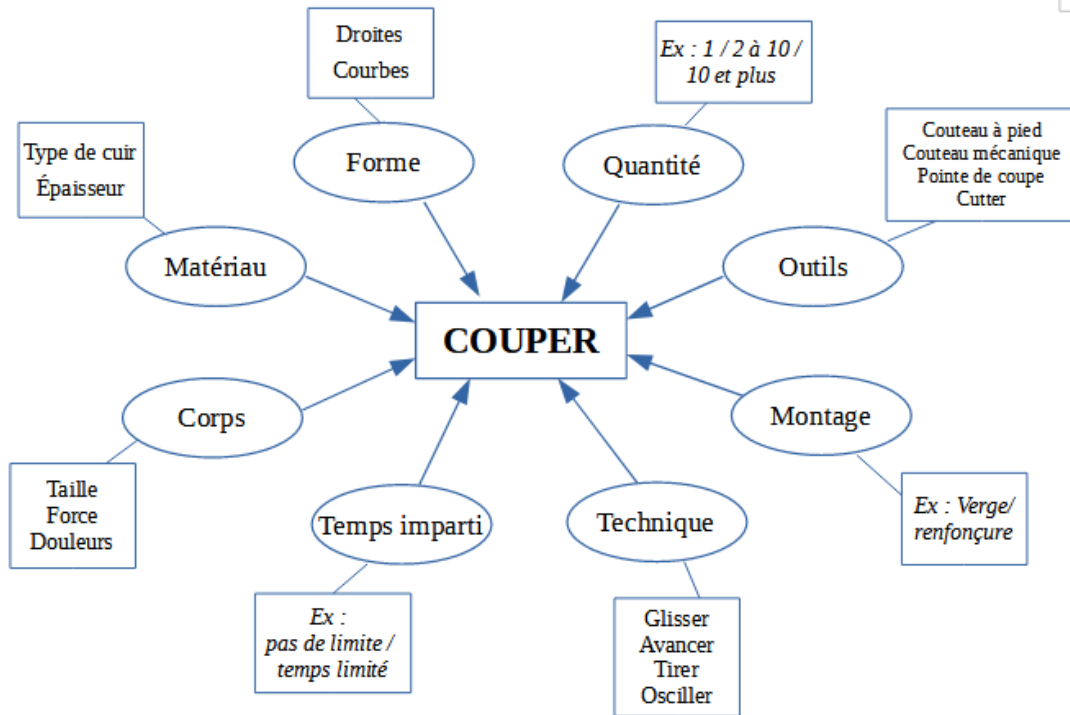 Droites
Courbes
Ex : 1 / 2 à 10 /
10 et plus
Type de cuir
Épaisseur
Forme
Quantité
Couteau à pied
Couteau mécanique
Pointe de coupe
Cutter
Matériau
Outils
COUPER
Corps
Montage
Taille
Force
Douleurs
Temps imparti
Technique
Ex : Verge/
renfonçure
Ex :
pas de limite /
temps limité
Glisser
Avancer
Tirer
Osciller